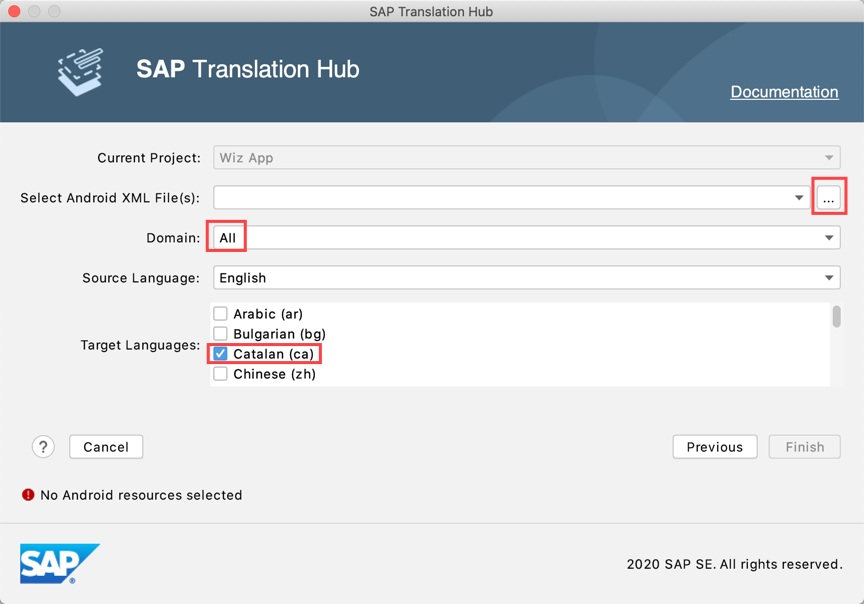 SAP Translation Hub
SAP Translation Hub
Documentation
Current Project: Wiz App
Select Android XML File(s): ...
Domain: All
Source Language: English
Target Languages:
Arabic (ar)
Bulgarian (bg)
Catalan (ca)
Chinese (zh)
? Cancel Previous Finish
! No Android resources selected
SAP ®
2020 SAP SE. All rights reserved.